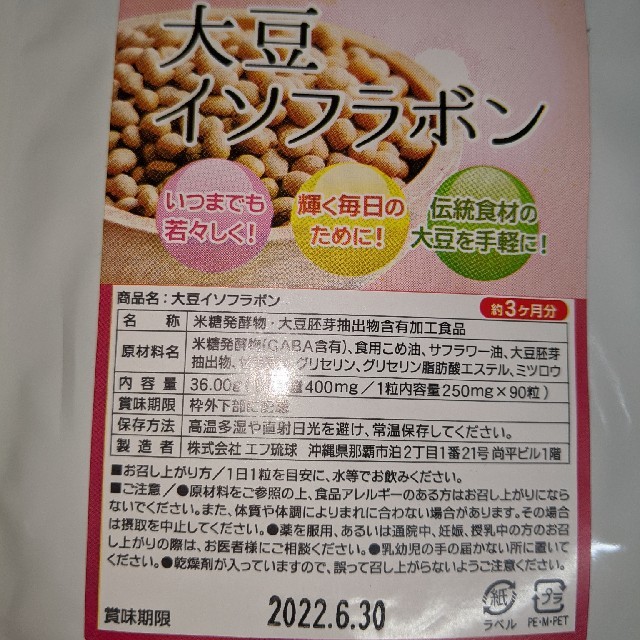 大豆
イソフラボン
いつまでも
若々しく!
輝く毎日の
ために!
伝統食材の
大豆を手軽に!
商品名:大豆イソフラボン
約3ヶ月分
名 称 米糖発酵物・大豆胚芽抽出物含有加工食品
原材料名 米糖発酵物(GABA含有)、食用こめ油、サフラワー油、大豆胚芽
抽出物、グリセリン、グリセリン脂肪酸エステル、ミツロウ
内容量 36.00g 400mg/1粒内容量250mg×90粒)
賞味期限 枠外下部に
保存方法 高温多湿や直射日光を避け、常温保存してください。
製造者 株式会社 エフ琉球 沖縄県那覇市泊2丁目1番21号 尚平ビル1階
■お召し上がり方/1日1粒を目安に、水等でお飲みください。
■ご注意/●原材料をご参照の上、食品アレルギーのある方はお召し上がりになら
ないでください。また、体質や体調によりまれに合わない場合があります。その場合
は摂取を中止してください。●薬を服用、あるいは通院中、妊娠、授乳中の方のお召
し上がりの際は、お医者様にご相談ください。●乳幼児の手の届かない所に置いて
ください。●乾燥剤が入っていますので、誤って召し上がらないようご注意ください。
賞味期限 2022.6.30
紙
ラベル
プラ
PE・M・PET